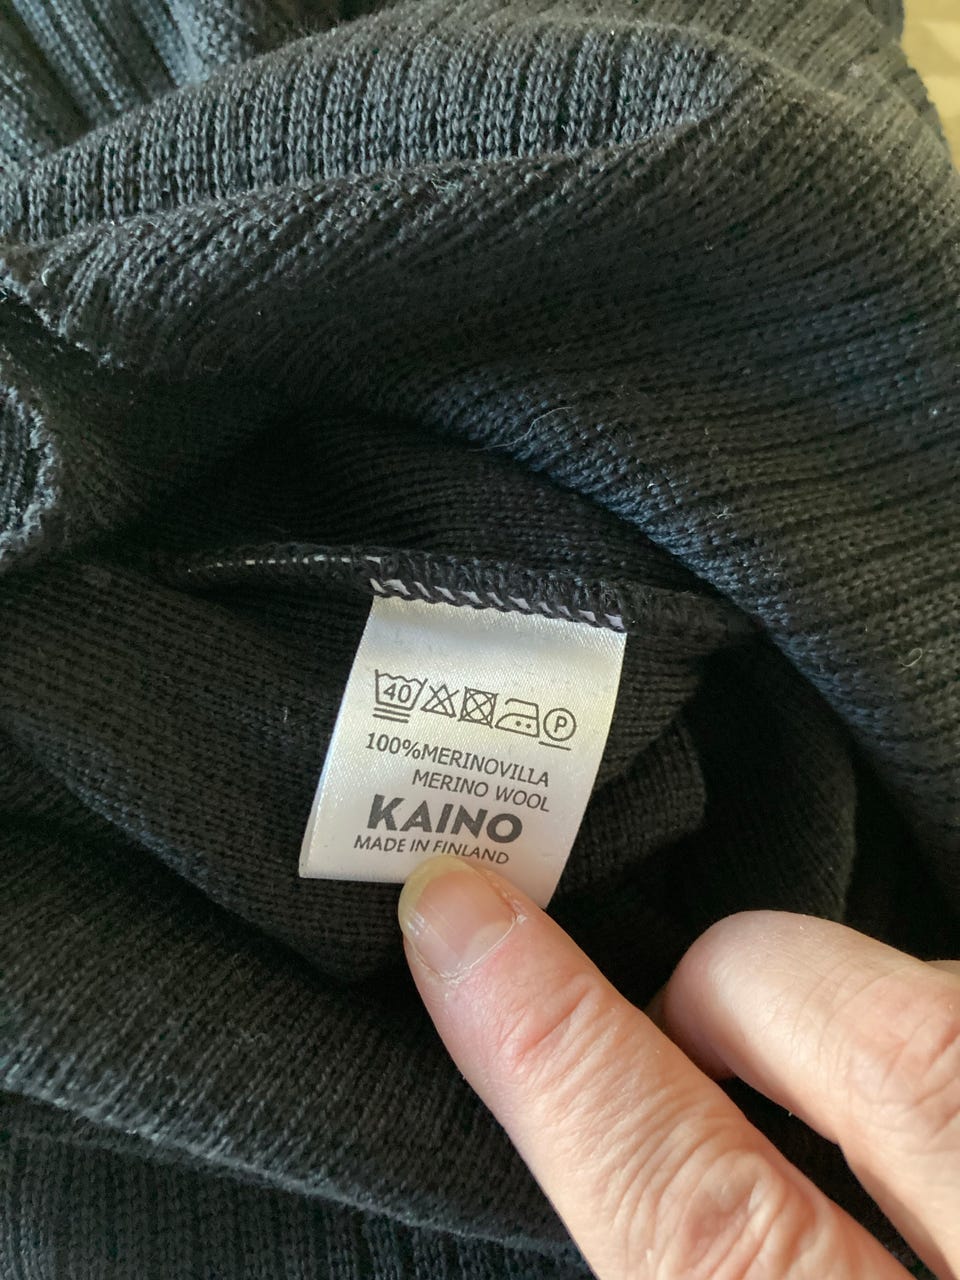 40 P
100%MERINOVILLA
MERINO WOOL
KAINO
MADE IN FINLAND